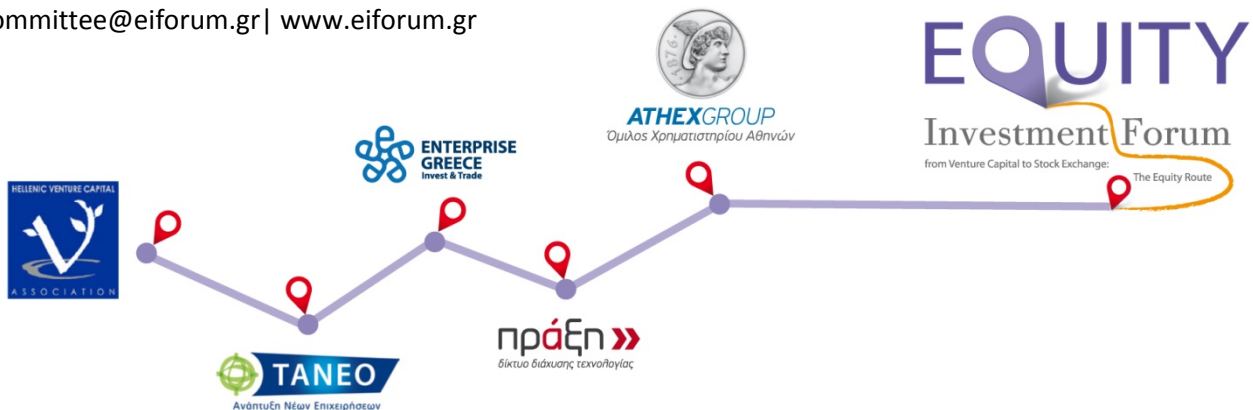 ommittee@eiforum.gr| www.eiforum.gr
1876
ATHEXGROUP
Όμιλος Χρηματιστηρίου Αθηνών
EQUITY
Investment Forum
from Venture Capital to Stock Exchange:
The Equity Route
ENTERPRISE
GREECE
Invest & Trade
HELLENIC VENTURE CAPITAL
V
ASSOCIATION
πράξη
δίκτυο διάχυσης τεχνολογίας
TANEO
Ανάπτυξη Νέων Επιχειρήσεων